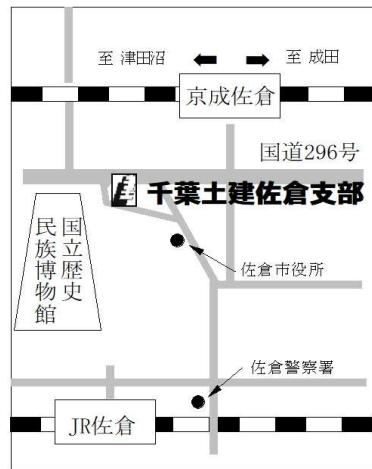 至 津田沼
至 成田
京成佐倉
国道296号
千葉土建佐倉支部
国立歴史
民族博物館
佐倉市役所
佐倉警察署
JR佐倉